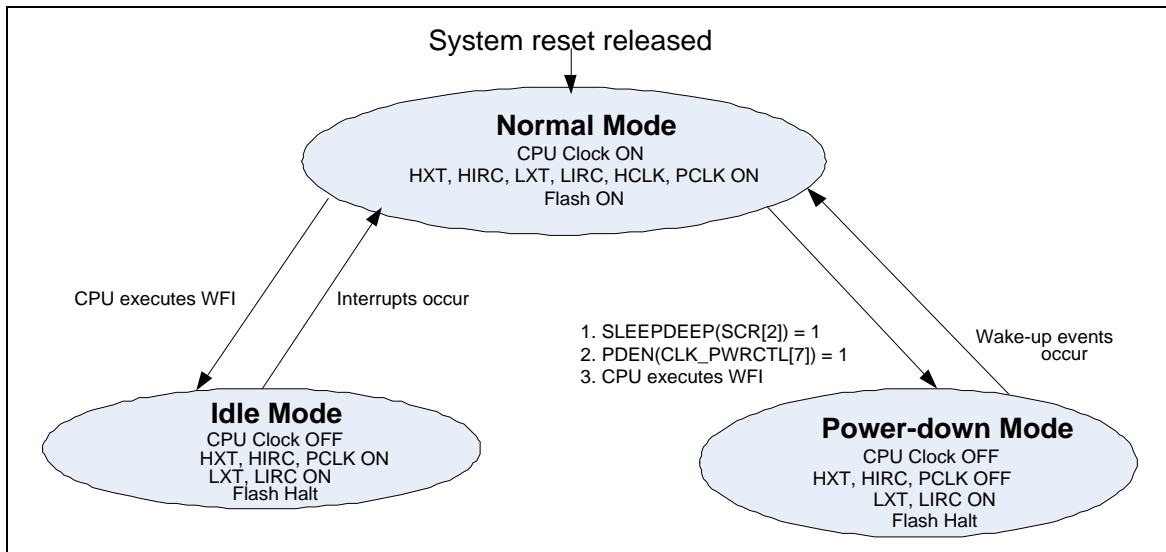 System reset released
Normal Mode
CPU Clock ON
HXT, HIRC, LXT, LIRC, HCLK, PCLK ON
Flash ON
CPU executes WFI
Interrupts occur
1. SLEEPDEEP(SCR[2]) = 1
2. PDEN(CLK_PWRCTL[7]) = 1
3. CPU executes WFI
Wake-up events
occur
Idle Mode
CPU Clock OFF
HXT, HIRC, PCLK ON
LXT, LIRC ON
Flash Halt
Power-down Mode
CPU Clock OFF
HXT, HIRC, PCLK OFF
LXT, LIRC ON
Flash Halt